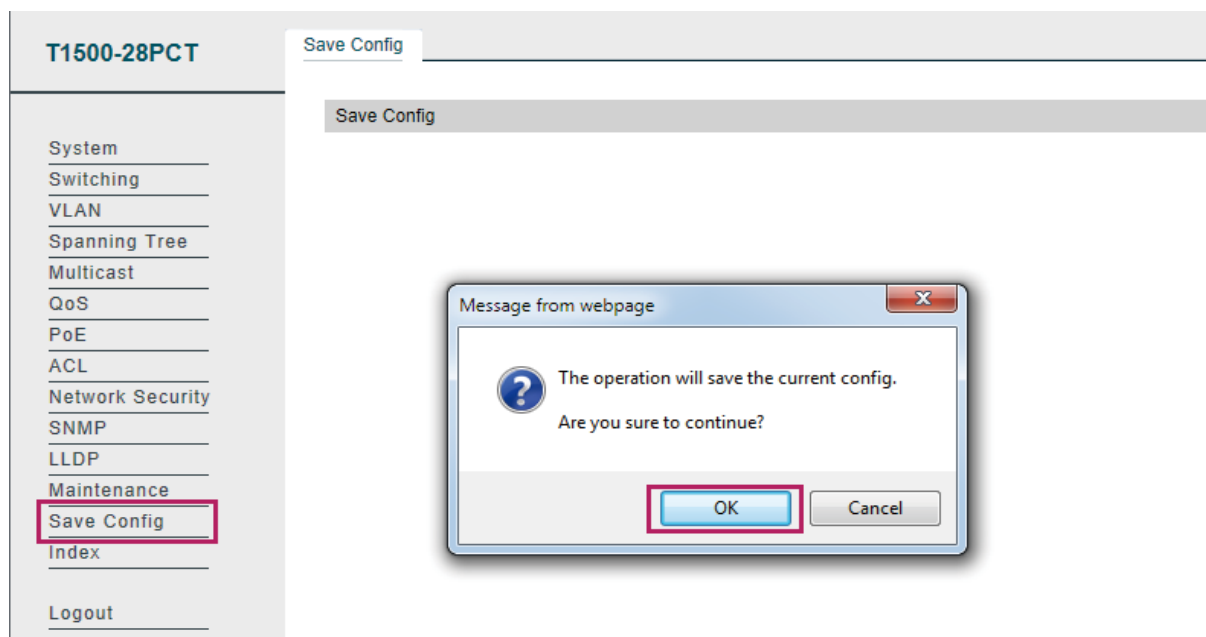 T1500-28PCT
Save Config
Save Config
System
Switching
VLAN
Spanning Tree
Multicast
QoS
PoE
ACL
Network Security
SNMP
LLDP
Maintenance
Save Config
Index
Logout
Message from webpage
The operation will save the current config.
Are you sure to continue?
OK
Cancel